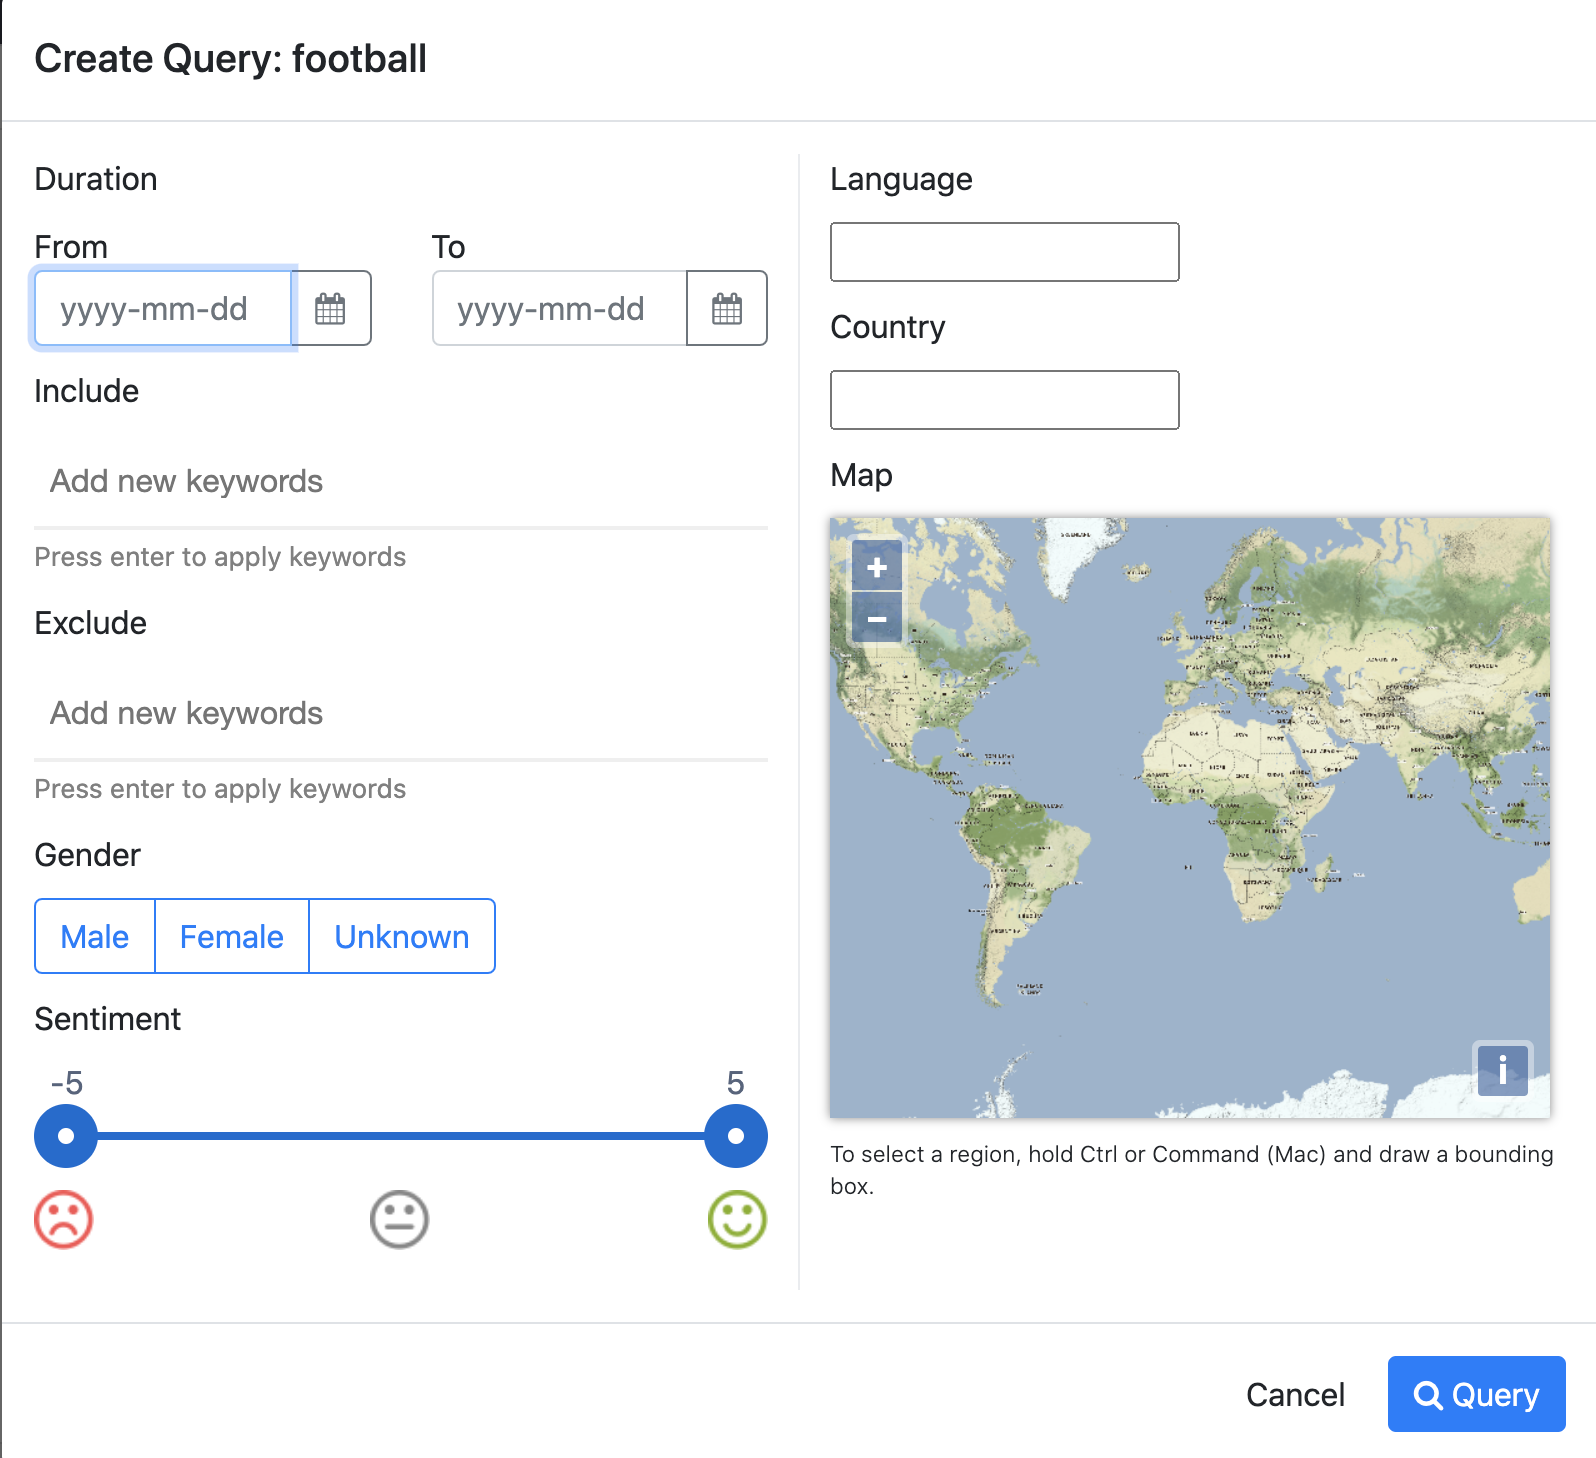 Create Query: football
Duration
From
To
yyyy-mm-dd
yyyy-mm-dd
Include
Add new keywords
Press enter to apply keywords
Exclude
Add new keywords
Press enter to apply keywords
Gender
Male
Female
Unknown
Sentiment
-5
5
Language
Country
Map
+
−
i
To select a region, hold Ctrl or Command (Mac) and draw a bounding
box.
Cancel
Query